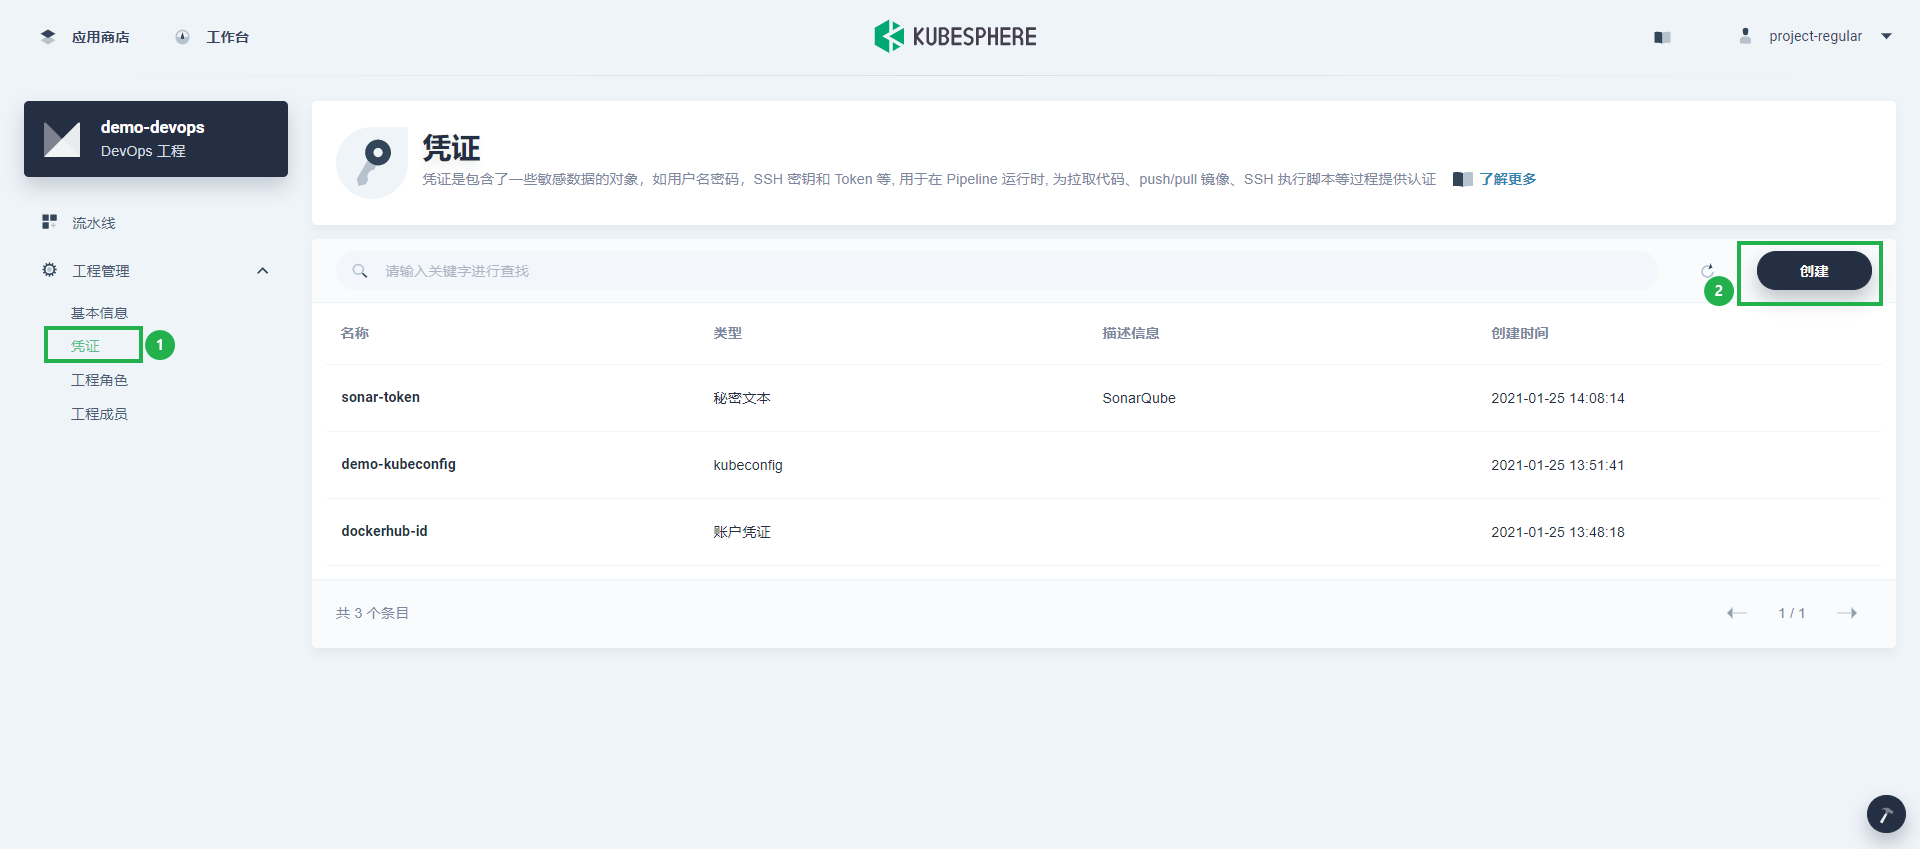 应用商店 工作台 KUBESPHERE project-regular
demo-devops
DevOps 工程
流水线
工程管理
基本信息
凭证 1
工程角色
工程成员
凭证
凭证是包含了一些敏感数据的对象，如用户名密码，SSH 密钥和 Token 等, 用于在 Pipeline 运行时, 为拉取代码、push/pull 镜像、SSH 执行脚本等过程提供认证 了解更多
请输入关键字进行查找 2 创建
名称 类型 描述信息 创建时间
sonar-token 秘密文本 SonarQube 2021-01-25 14:08:14
demo-kubeconfig kubeconfig 2021-01-25 13:51:41
dockerhub-id 账户凭证 2021-01-25 13:48:18
共 3 个条目 1 / 1